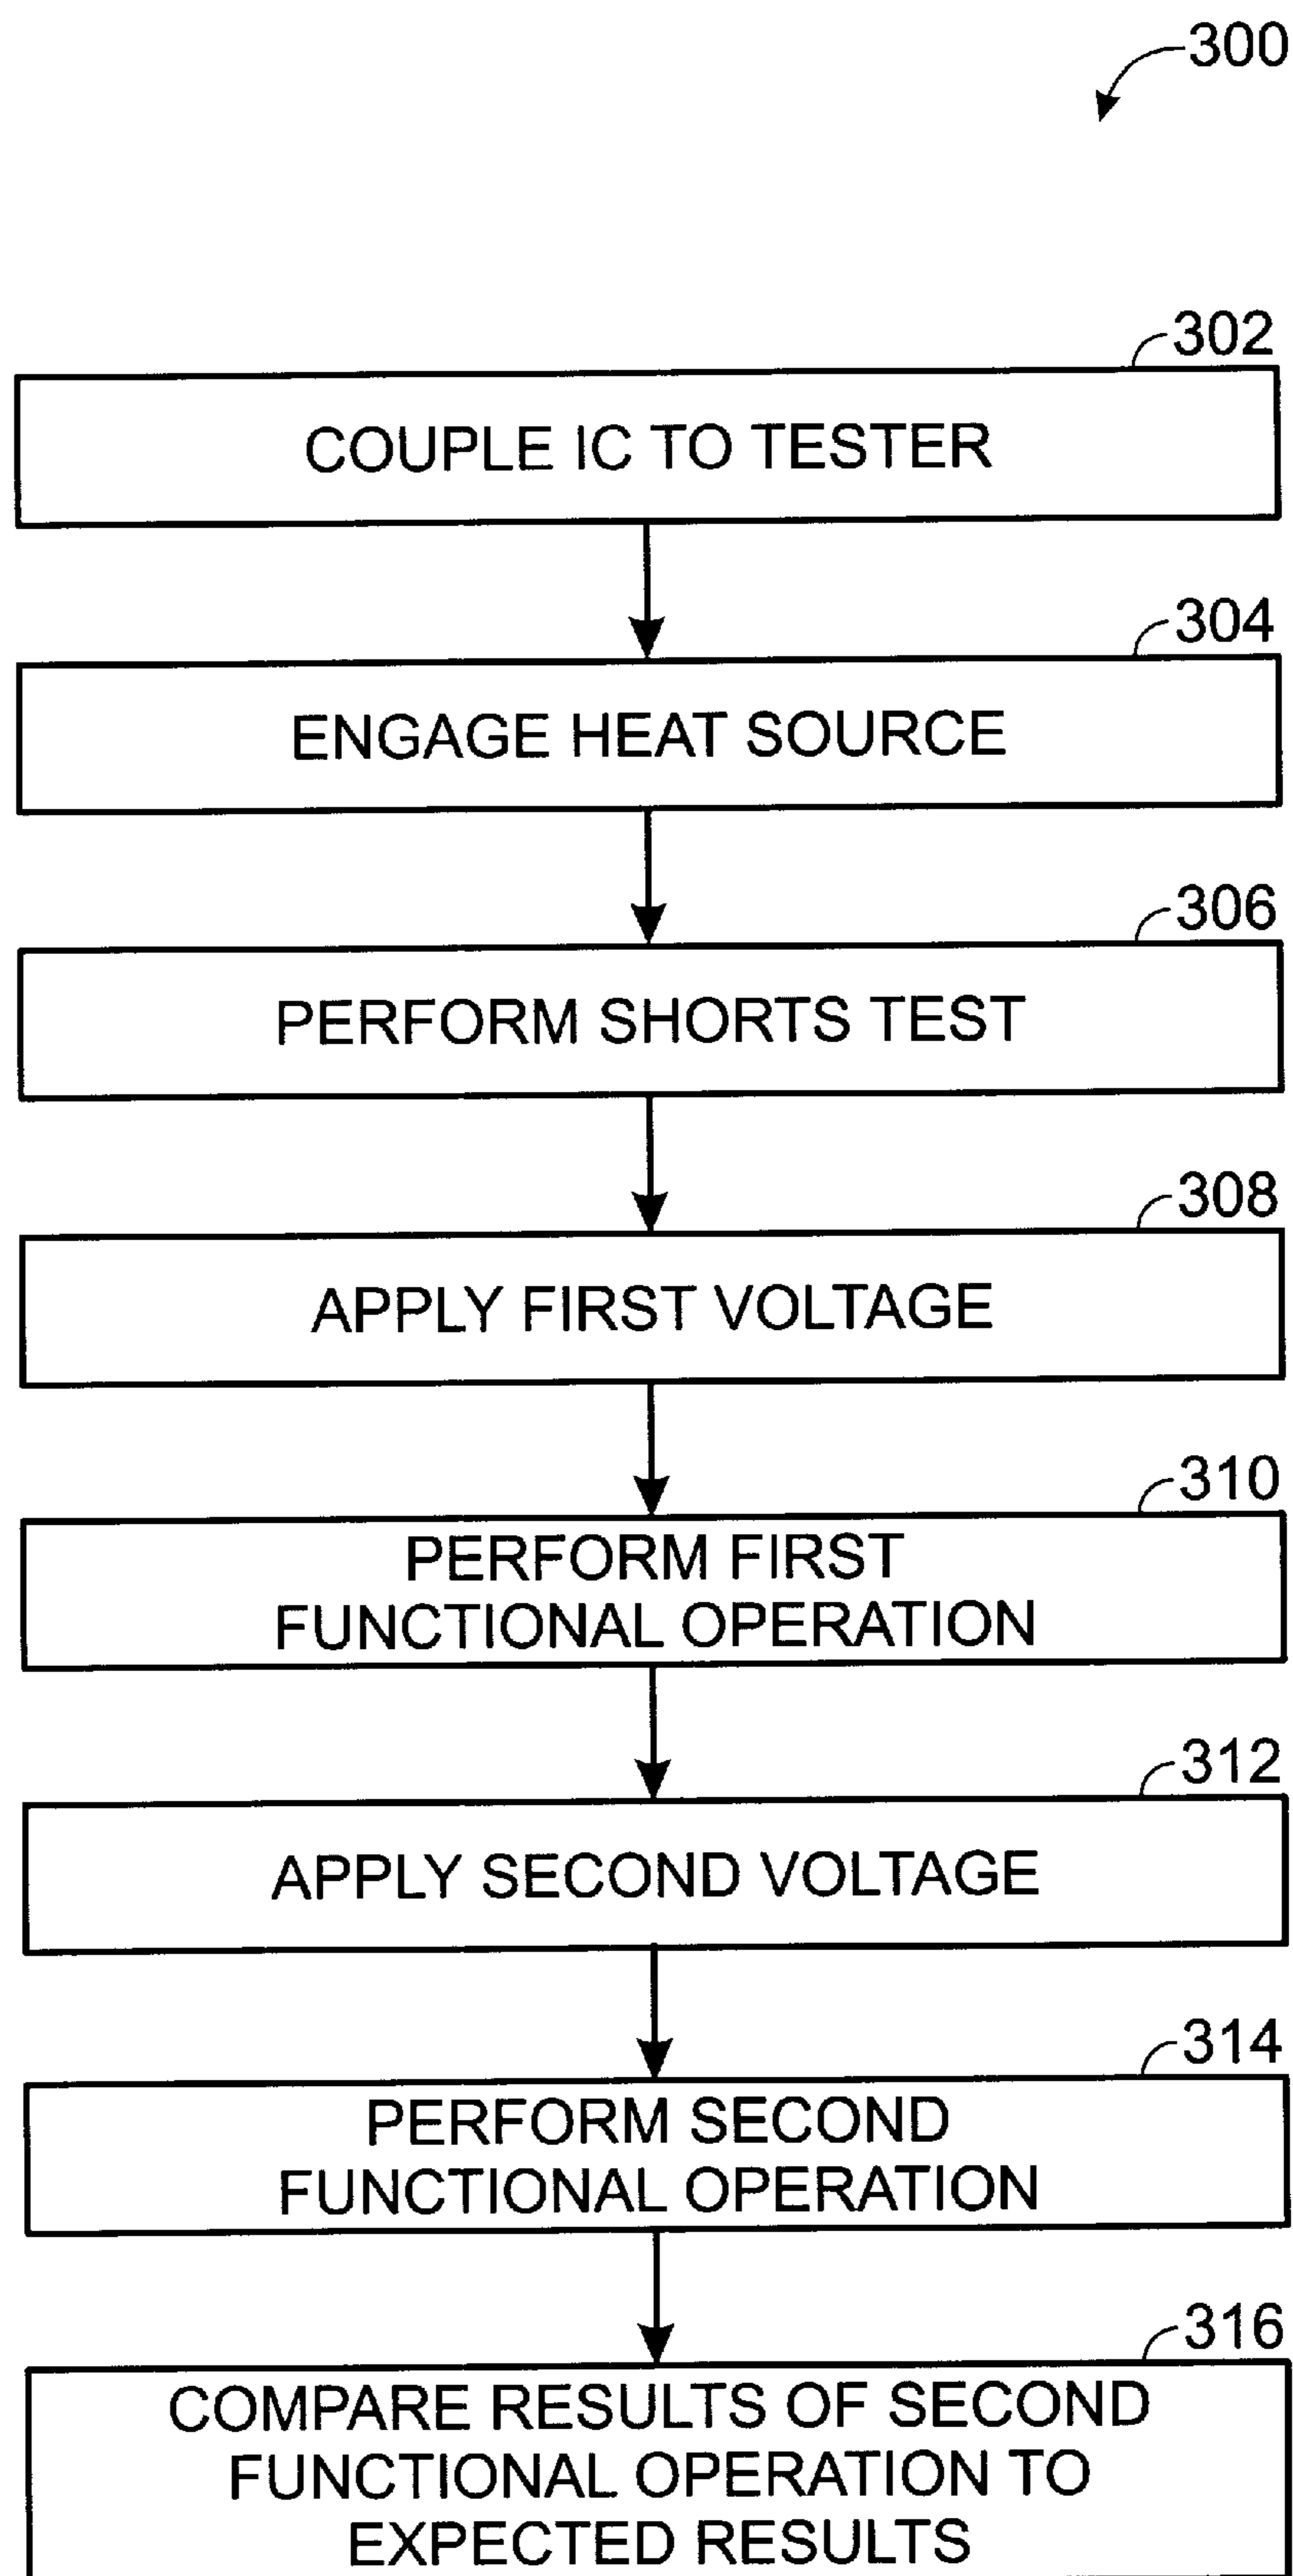 300
302
COUPLE IC TO TESTER
304
ENGAGE HEAT SOURCE
306
PERFORM SHORTS TEST
308
APPLY FIRST VOLTAGE
310
PERFORM FIRST
FUNCTIONAL OPERATION
312
APPLY SECOND VOLTAGE
314
PERFORM SECOND
FUNCTIONAL OPERATION
316
COMPARE RESULTS OF SECOND
FUNCTIONAL OPERATION TO
EXPECTED RESULTS